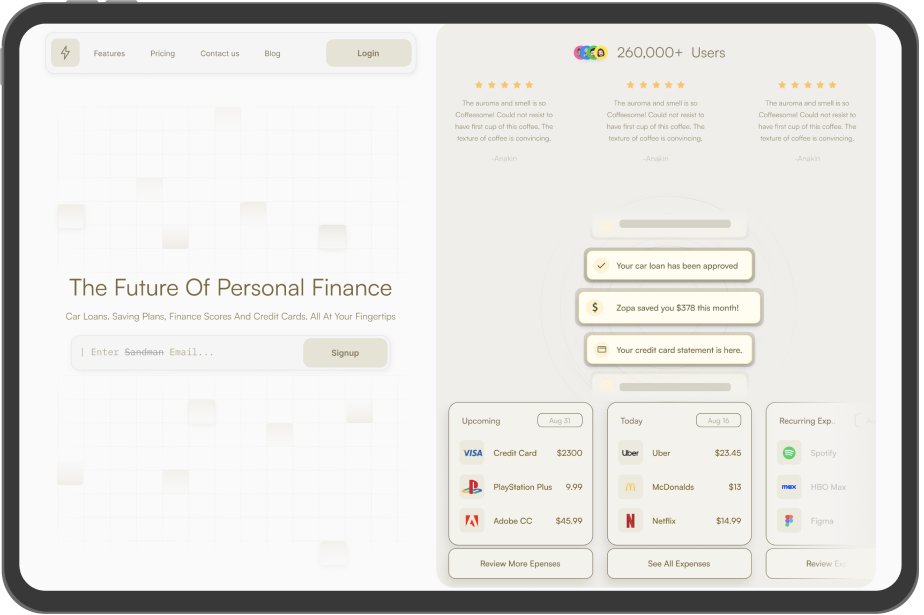 Features
Pricing
Contact us
Blog
Login
The Future Of Personal Finance
Car Loans, Saving Plans, Finance Scores And Credit Cards. All At Your Fingertips
| Enter Sandman Email...
Signup
260,000+ Users
The auroma and smell is so
Coffeesome! Could not resist to
have first cup of this coffee. The
texture of coffee is convincing.
-Anakin
The auroma and smell is so
Coffeesome! Could not resist to
have first cup of this coffee. The
texture of coffee is convincing.
-Anakin
The auroma and smell is so
Coffeesome! Could not resist to
have first cup of this coffee. The
texture of coffee is convincing.
-Anakin
Your car loan has been approved
$ Zopa saved you $378 this month!
Your credit card statement is here.
Upcoming Aug 31
VISA Credit Card $2300
PlayStation Plus 9.99
Adobe CC $45.99
Review More Epenses
Today Aug 16
Uber Uber $23.45
McDonalds $13
Netflix $14.99
See All Expenses
Recurring Exp..
Spotify
max HBO Max
Figma
Review